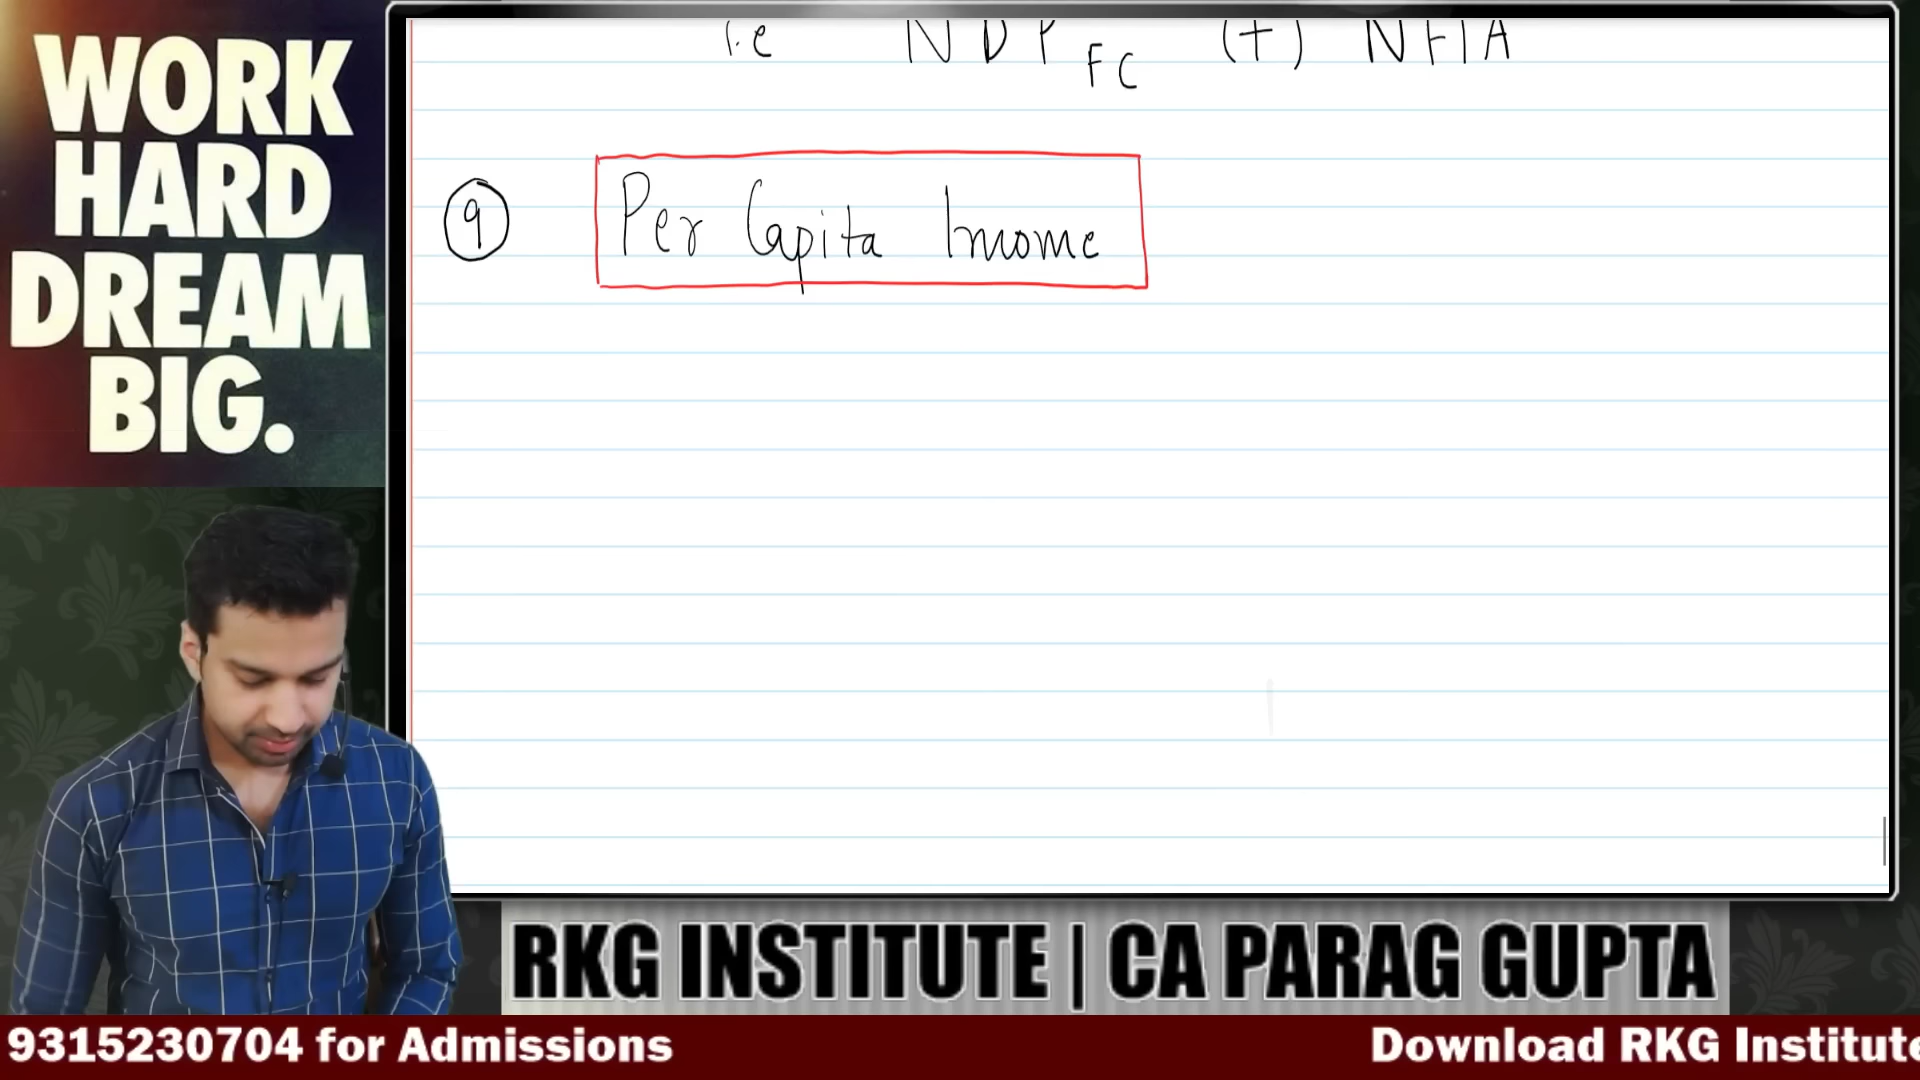 WORK
HARD
DREAM
BIG.
i.e NDP FC (+) NFIA
9 Per Capita Income
RKG INSTITUTE | CA PARAG GUPTA
9315230704 for Admissions Download RKG Institute